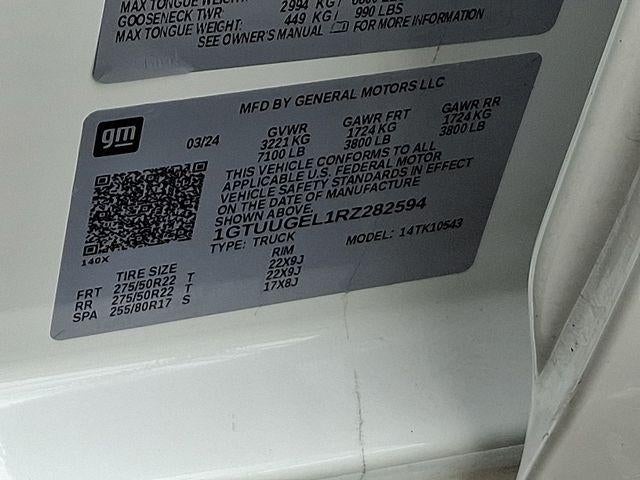 MAX TONGUE WEIGHT:
GOOSENECK TWR 2994 KG/ 6600 LBS
MAX TONGUE WEIGHT: 449 KG/ 990 LBS
SEE OWNER'S MANUAL FOR MORE INFORMATION
gm
MFD BY GENERAL MOTORS LLC
03/24 GVWR GAWR FRT GAWR RR
3221 KG 1724 KG 1724 KG
7100 LB 3800 LB 3800 LB
THIS VEHICLE CONFORMS TO ALL
APPLICABLE U.S. FEDERAL MOTOR
VEHICLE SAFETY STANDARDS IN EFFECT
ON THE DATE OF MANUFACTURE
SHOWN ABOVE.
1GTUUGEL1RZ282594
TYPE: TRUCK MODEL: 14TK10543
140X
TIRE SIZE RIM
FRT 275/50R22 T 22X9J
RR 275/50R22 T 22X9J
SPA 255/80R17 S 17X8J